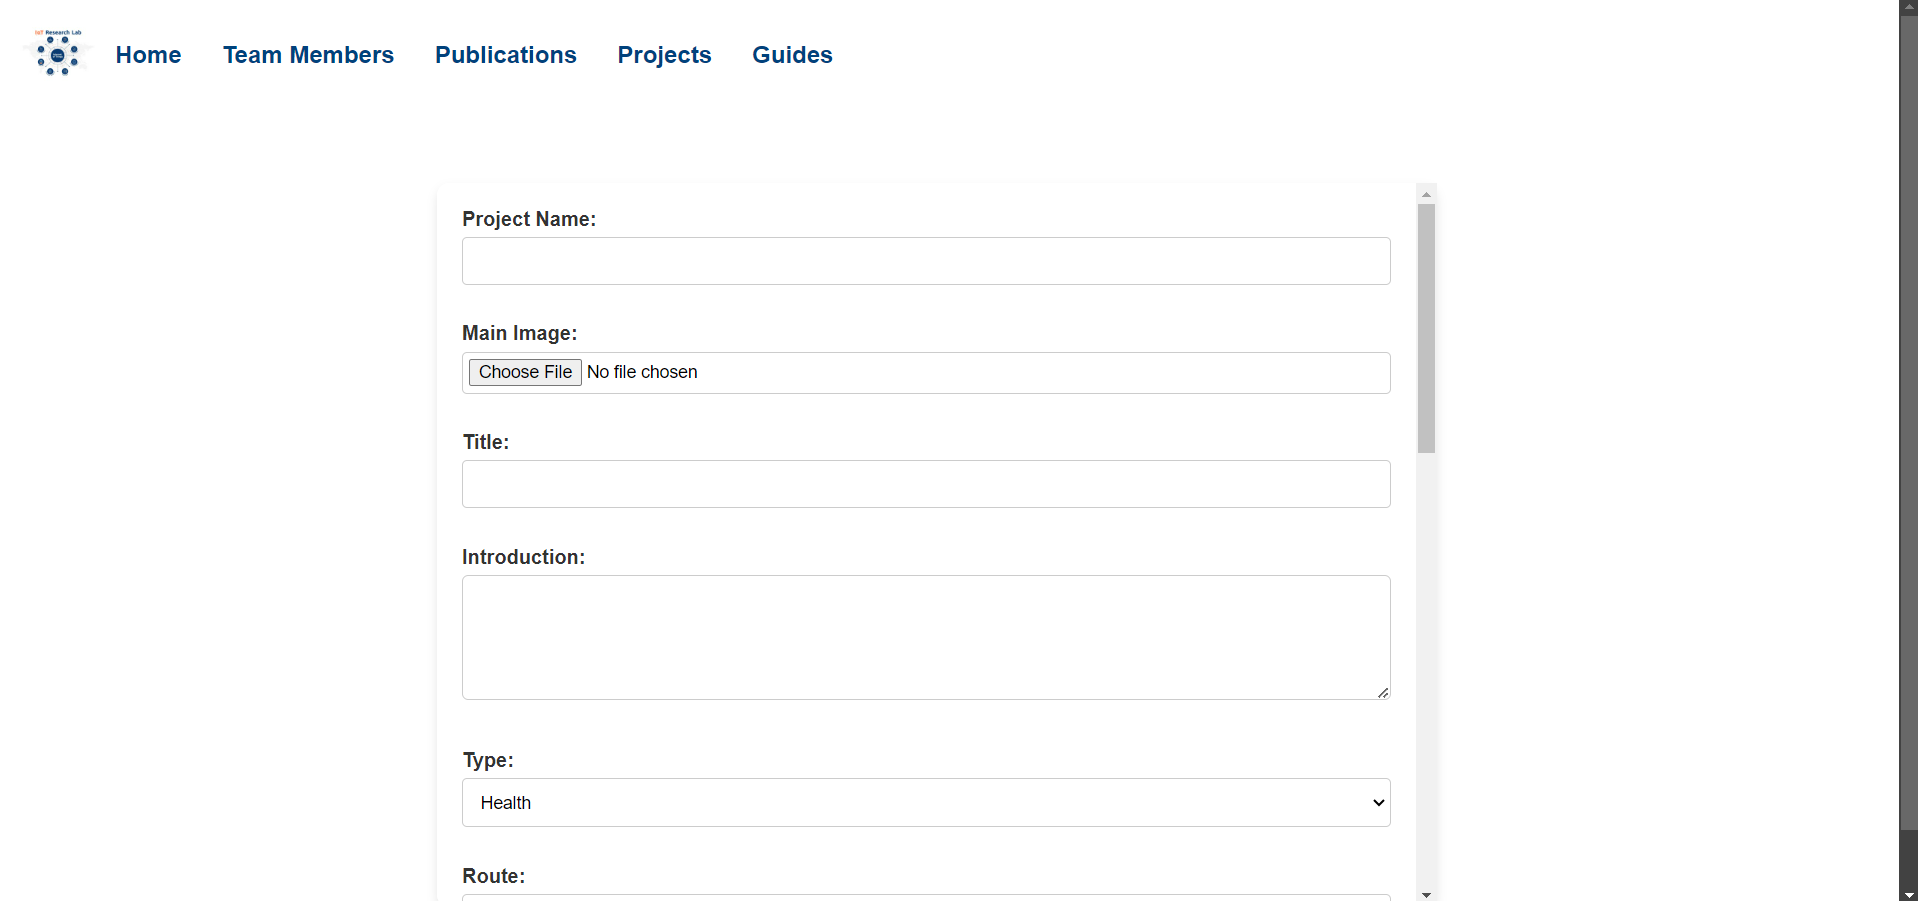 IoT Research Lab
Home Team Members Publications Projects Guides
Project Name:
Main Image:
Choose File No file chosen
Title:
Introduction:
Type:
Health
Route: